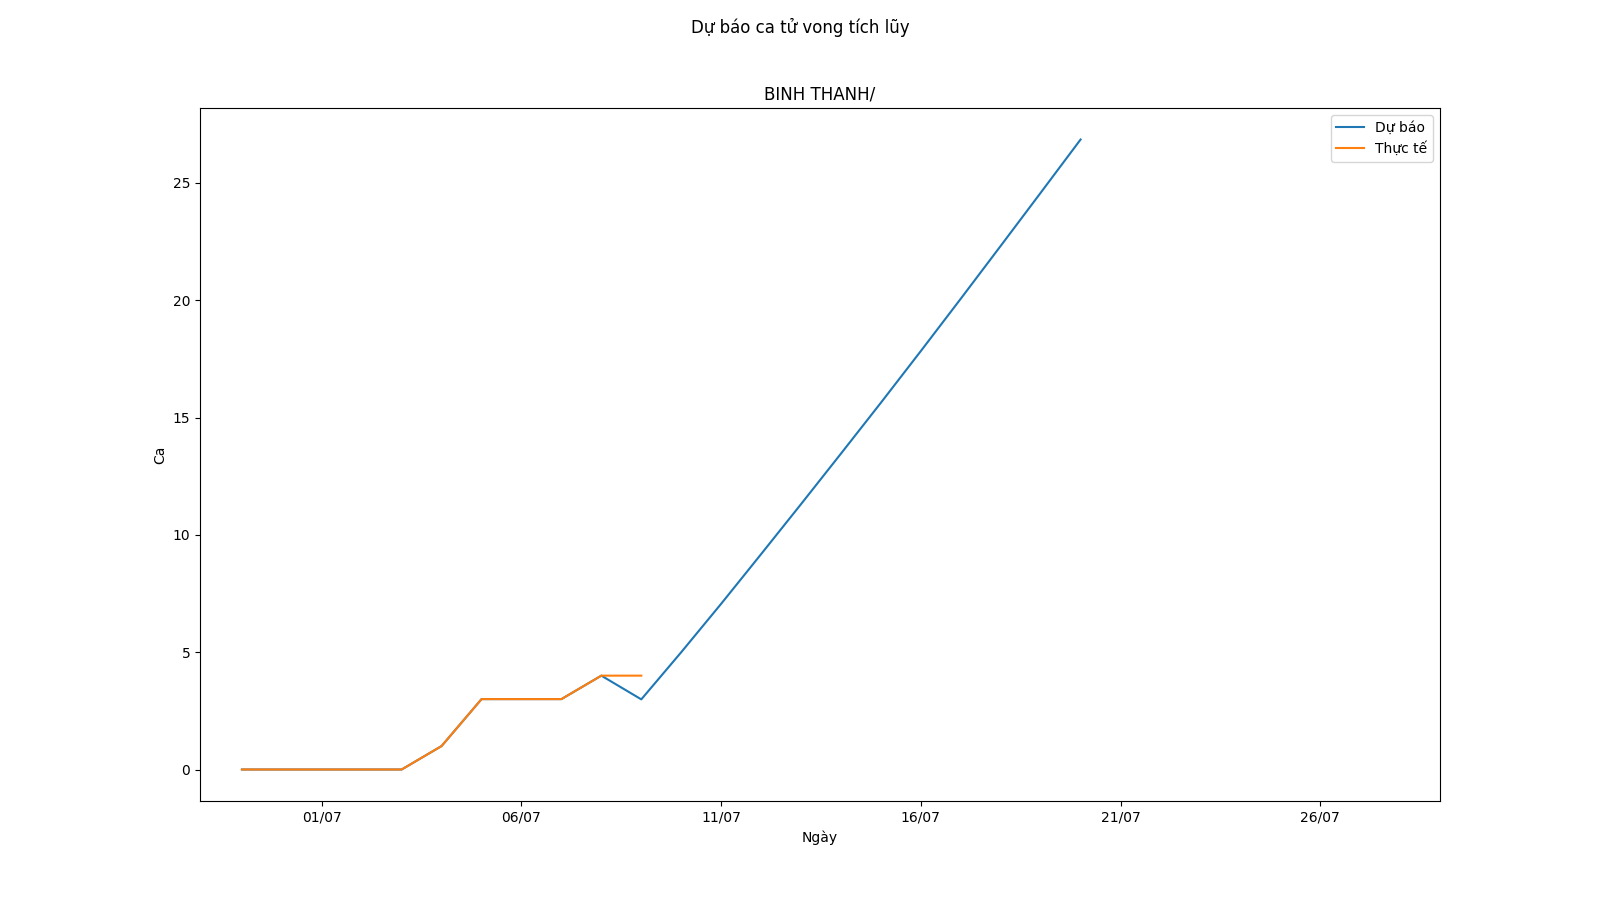 Dự báo ca tử vong tích lũy
BINH THANH/
Dự báo
Thực tế
25
20
15
10
5
0
Ca
01/07
06/07
11/07
16/07
21/07
26/07
Ngày